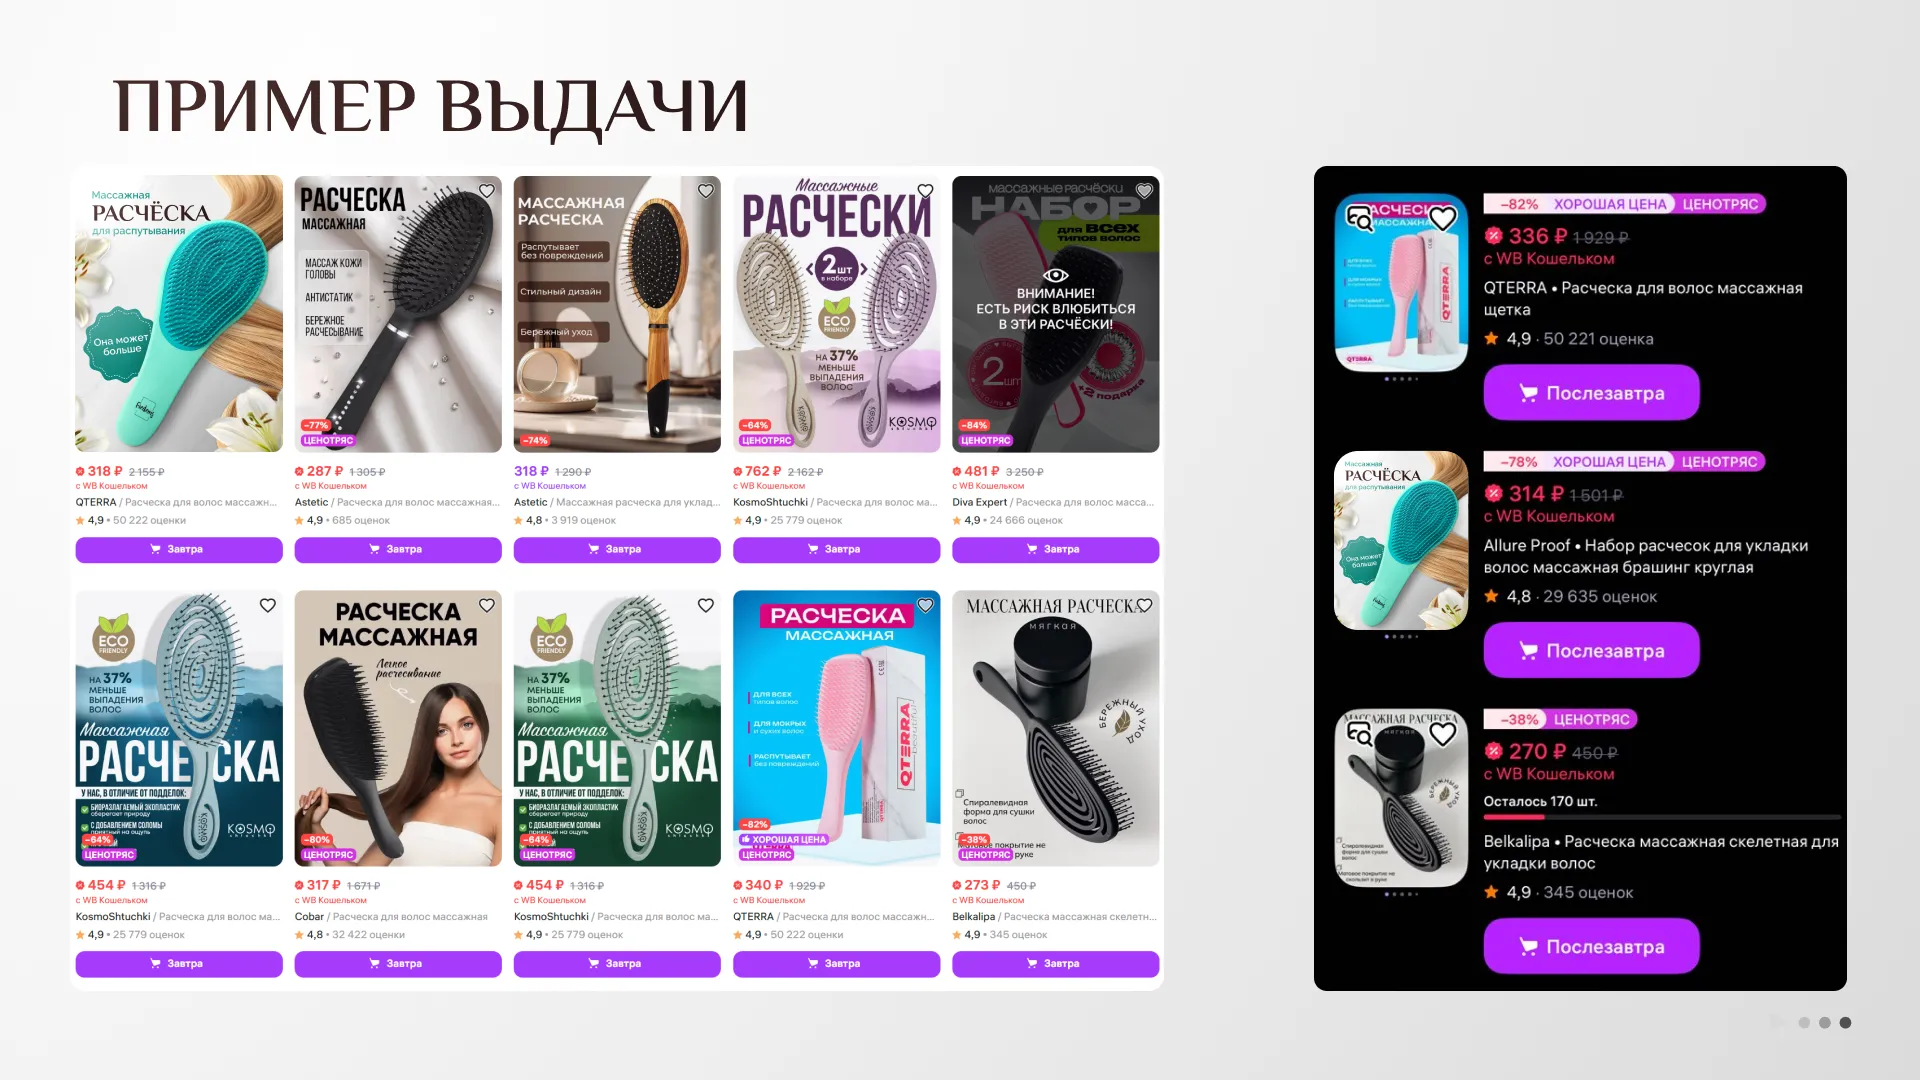 ПРИМЕР ВЫДАЧИ
Массажная
РАСЧЁСКА
для распутывания
Она может
больше
318 ₽ 2 155 ₽
с WB Кошельком
QTERRA / Расческа для волос массажн...
4,9 • 50 222 оценки
Завтра
РАСЧЕСКА
МАССАЖНАЯ
МАССАЖ КОЖИ
ГОЛОВЫ
АНТИСТАТИК
БЕРЕЖНОЕ
РАСЧЕСЫВАНИЕ
−77%
ЦЕНОТРЯС
287 ₽ 1 305 ₽
с WB Кошельком
Astetic / Расческа для волос массажная...
4,9 • 685 оценок
Завтра
МАССАЖНАЯ
РАСЧЕСКА
Распутывает
без повреждений
Стильный дизайн
Бережный уход
−74%
318 ₽ 1 290 ₽
с WB Кошельком
Astetic / Массажная расческа для уклад...
4,8 • 3 919 оценок
Завтра
Массажные
РАСЧЕСКИ
2шт
в наборе
ECO
FRIENDLY
НА 37%
МЕНЬШЕ
ВЫПАДЕНИЯ
ВОЛОС
KOSMO
−64%
ЦЕНОТРЯС
762 ₽ 2 162 ₽
с WB Кошельком
KosmoShtuchki / Расческа для волос ма...
4,9 • 25 779 оценок
Завтра
МАССАЖНЫЕ РАСЧЁСКИ
НАБОР
для всех
типов волос
ВНИМАНИЕ!
ЕСТЬ РИСК ВЛЮБИТЬСЯ
В ЭТИ РАСЧЁСКИ!
2шт
+2 подарка
−84%
ЦЕНОТРЯС
481 ₽ 3 250 ₽
с WB Кошельком
Diva Expert / Расческа для волос масса...
4,9 • 24 666 оценок
Завтра
ECO
FRIENDLY
НА 37%
МЕНЬШЕ
ВЫПАДЕНИЯ
ВОЛОС
Массажная
РАСЧЕСКА
У НАС, В ОТЛИЧИЕ ОТ ПОДДЕЛОК:
БИОРАЗЛАГАЕМЫЙ ЭКОПЛАСТИК
оберегает природу
С ДОБАВЛЕНИЕМ СОЛОМЫ
приятный на ощупь
KOSMO
−64%
ЦЕНОТРЯС
454 ₽ 1 316 ₽
с WB Кошельком
KosmoShtuchki / Расческа для волос ма...
4,9 • 25 779 оценок
Завтра
РАСЧЕСКА
МАССАЖНАЯ
Легкое
расчесывание
−80%
ЦЕНОТРЯС
317 ₽ 1 671 ₽
с WB Кошельком
Cobar / Расческа для волос массажная
4,8 • 32 422 оценки
Завтра
ECO
FRIENDLY
НА 37%
МЕНЬШЕ
ВЫПАДЕНИЯ
ВОЛОС
Массажная
РАСЧЕСКА
У НАС, В ОТЛИЧИЕ ОТ ПОДДЕЛОК:
БИОРАЗЛАГАЕМЫЙ ЭКОПЛАСТИК
оберегает природу
С ДОБАВЛЕНИЕМ СОЛОМЫ
приятный на ощупь
KOSMO
−64%
ЦЕНОТРЯС
454 ₽ 1 316 ₽
с WB Кошельком
KosmoShtuchki / Расческа для волос ма...
4,9 • 25 779 оценок
Завтра
РАСЧЕСКА
МАССАЖНАЯ
ДЛЯ ВСЕХ
типов волос
ДЛЯ МОКРЫХ
и сухих волос
РАСПУТЫВАЕТ
без повреждений
QTERRA
beautiful
−82%
ХОРОШАЯ ЦЕНА
ЦЕНОТРЯС
340 ₽ 1 929 ₽
с WB Кошельком
QTERRA / Расческа для волос массажн...
4,9 • 50 222 оценки
Завтра
МАССАЖНАЯ РАСЧЕСКА
МЯГКАЯ
БЕРЕЖНЫЙ УХОД
Спиралевидная
форма для сушки
волос
покрытие не
руке
−38%
ЦЕНОТРЯС
273 ₽ 450 ₽
с WB Кошельком
Belkalipa / Расческа массажная скелетн...
4,9 • 345 оценок
Завтра
МАССАЖНАЯ
QTERRA
QTERRA
−82% ХОРОШАЯ ЦЕНА ЦЕНОТРЯС
336 ₽ 1 929 ₽
с WB Кошельком
QTERRA • Расческа для волос массажная
щетка
4,9 · 50 221 оценка
Послезавтра
Массажная
РАСЧЁСКА
для распутывания
Она может
больше
−78% ХОРОШАЯ ЦЕНА ЦЕНОТРЯС
314 ₽ 1 501 ₽
с WB Кошельком
Allure Proof • Набор расчесок для укладки
волос массажная брашинг круглая
4,8 · 29 635 оценок
Послезавтра
МАССАЖНАЯ РАСЧЕСКА
МЯГКАЯ
БЕРЕЖНЫЙ УХОД
Спиралевидная
форма для сушки
волос
Матовое покрытие не
скользит в руке
−38% ЦЕНОТРЯС
270 ₽ 450 ₽
с WB Кошельком
Осталось 170 шт.
Belkalipa • Расческа массажная скелетная для
укладки волос
4,9 · 345 оценок
Послезавтра